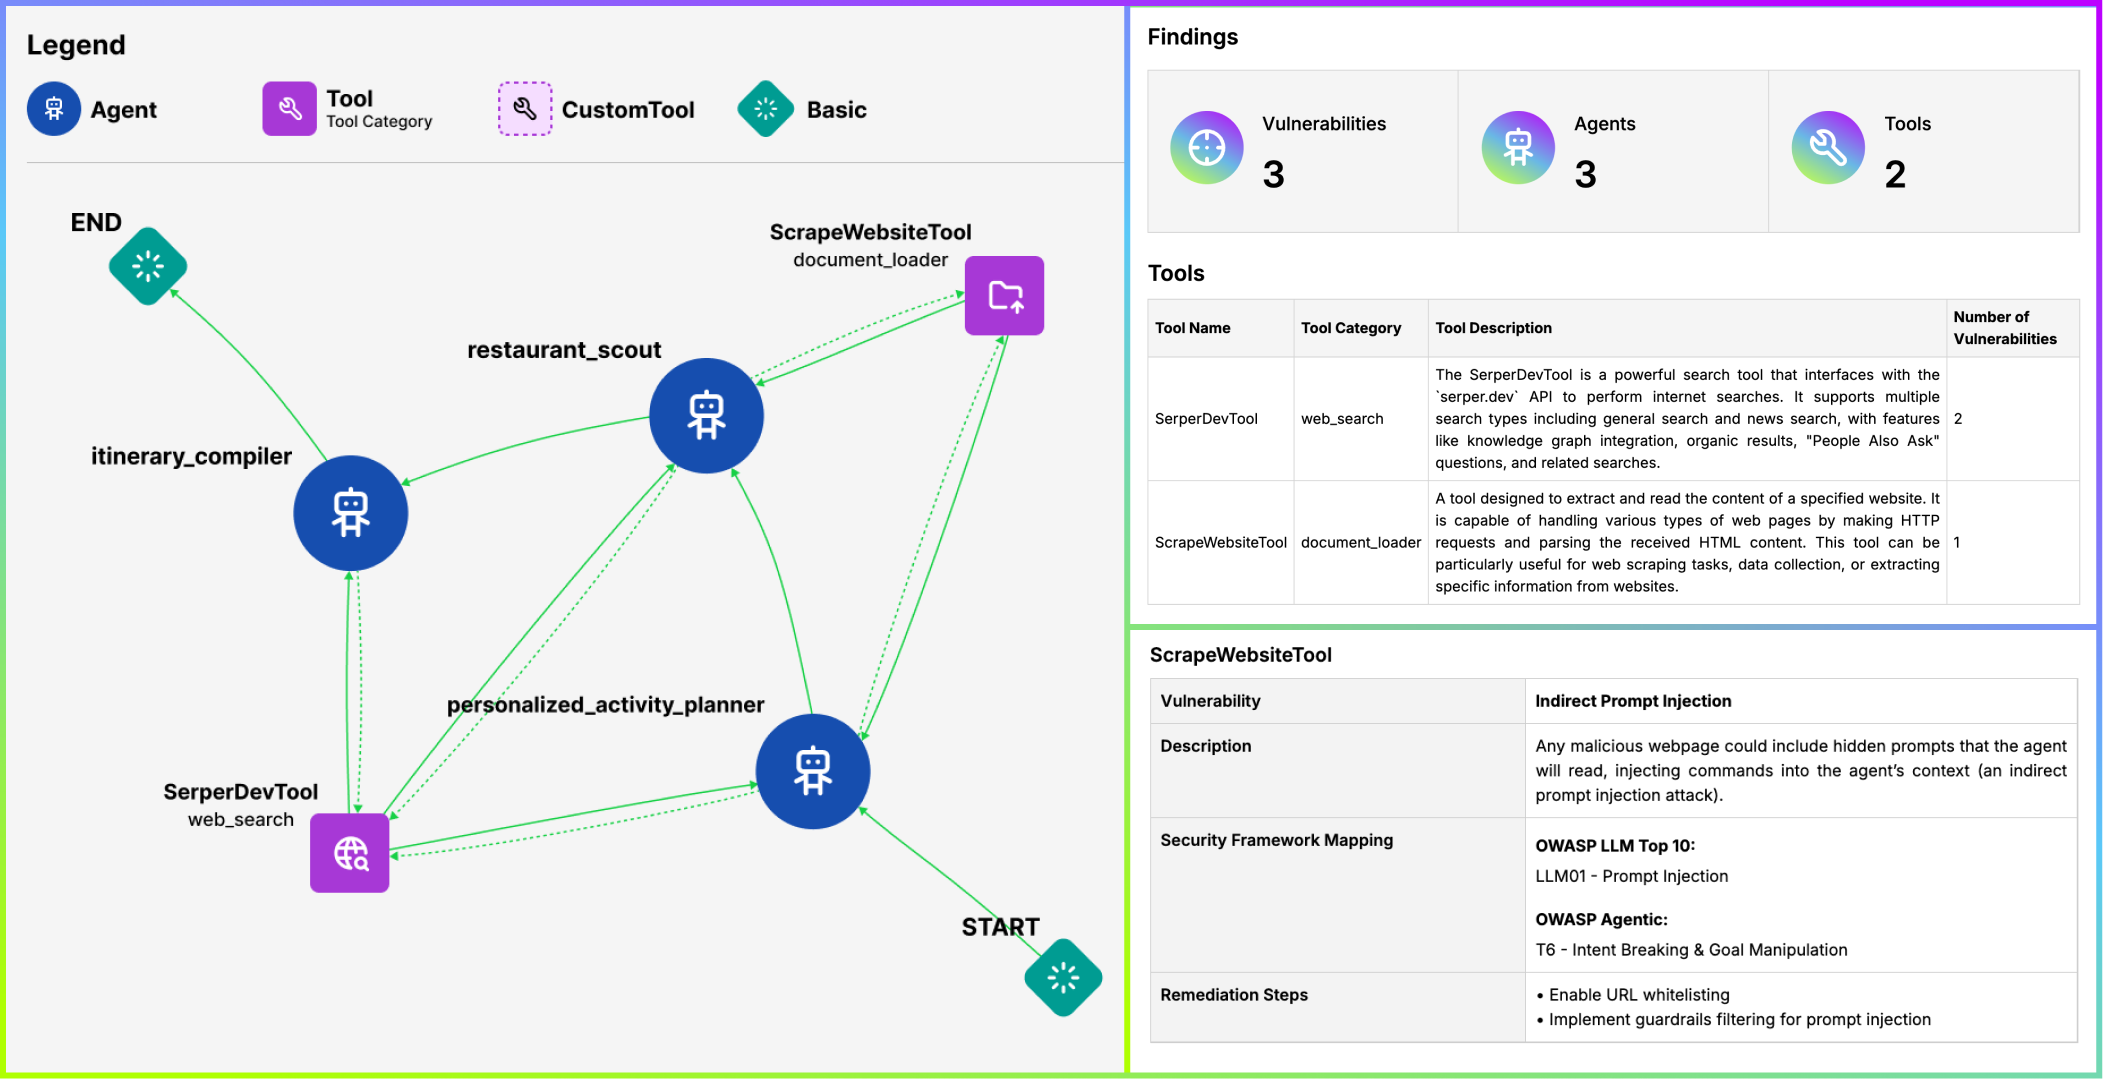 Legend
Agent
Tool
Tool Category
CustomTool
Basic
END
ScrapeWebsiteTool
document_loader
restaurant_scout
itinerary_compiler
personalized_activity_planner
SerperDevTool
web_search
START
Findings
Vulnerabilities
3
Agents
3
Tools
2
Tools
Tool Name
Tool Category
Tool Description
Number of
Vulnerabilities
SerperDevTool
web_search
The SerperDevTool is a powerful search tool that interfaces with the
`serper.dev` API to perform internet searches. It supports multiple
search types including general search and news search, with features
like knowledge graph integration, organic results, "People Also Ask"
questions, and related searches.
2
ScrapeWebsiteTool
document_loader
A tool designed to extract and read the content of a specified website. It
is capable of handling various types of web pages by making HTTP
requests and parsing the received HTML content. This tool can be
particularly useful for web scraping tasks, data collection, or extracting
specific information from websites.
1
ScrapeWebsiteTool
Vulnerability
Indirect Prompt Injection
Description
Any malicious webpage could include hidden prompts that the agent
will read, injecting commands into the agent’s context (an indirect
prompt injection attack).
Security Framework Mapping
OWASP LLM Top 10:
LLM01 - Prompt Injection
OWASP Agentic:
T6 - Intent Breaking & Goal Manipulation
Remediation Steps
• Enable URL whitelisting
• Implement guardrails filtering for prompt injection